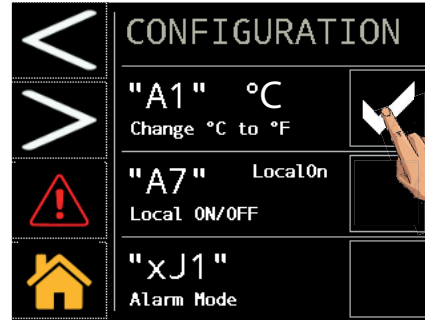 CONFIGURATION
"A1" °C
Change °C to °F
"A7" LocalOn
Local ON/OFF
"xJ1"
Alarm Mode